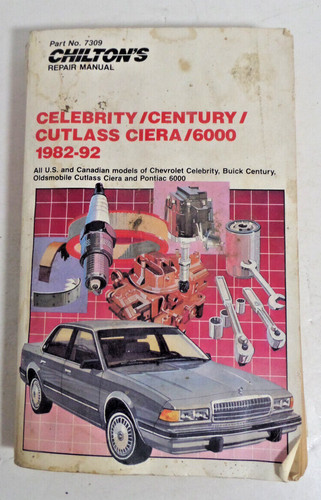 Part No. 7309
CHILTON'S
REPAIR MANUAL
CELEBRITY/CENTURY/
CUTLASS CIERA/6000
1982-92
All U.S. and Canadian models of Chevrolet Celebrity, Buick Century,
Oldsmobile Cutlass Ciera and Pontiac 6000